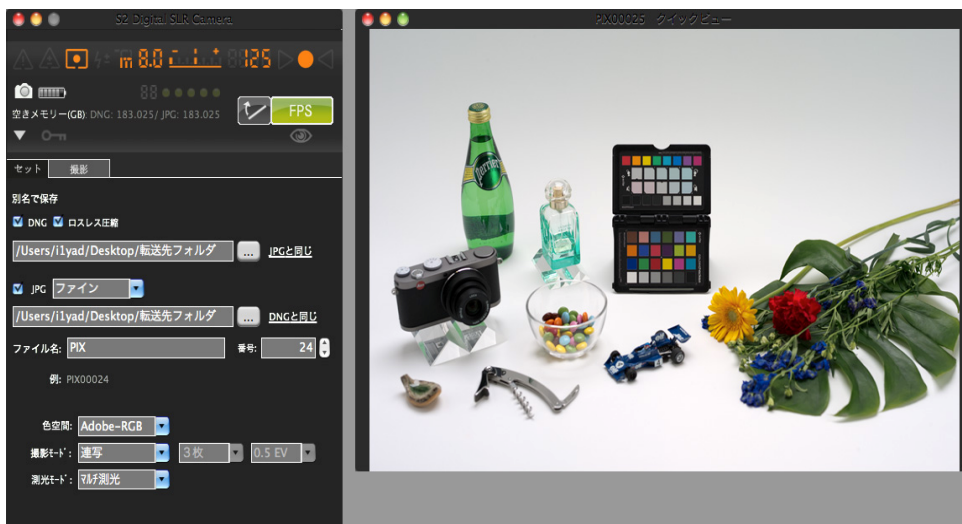 S2 Digital SLR Camera
m 8.0 125
空きメモリー(GB): DNG: 183.025/ JPG: 183.025
FPS
セット 撮影
別名で保存
DNG ロスレス圧縮
/Users/i1yad/Desktop/転送先フォルダ ... JPGと同じ
JPG ファイン
/Users/i1yad/Desktop/転送先フォルダ ... DNGと同じ
ファイル名: PIX 番号: 24
例: PIX00024
色空間: Adobe-RGB
撮影ﾓｰﾄﾞ: 連写 3枚 0.5 EV
測光ﾓｰﾄﾞ: ﾏﾙﾁ測光
PIX00025 クイックビュー
Perrier